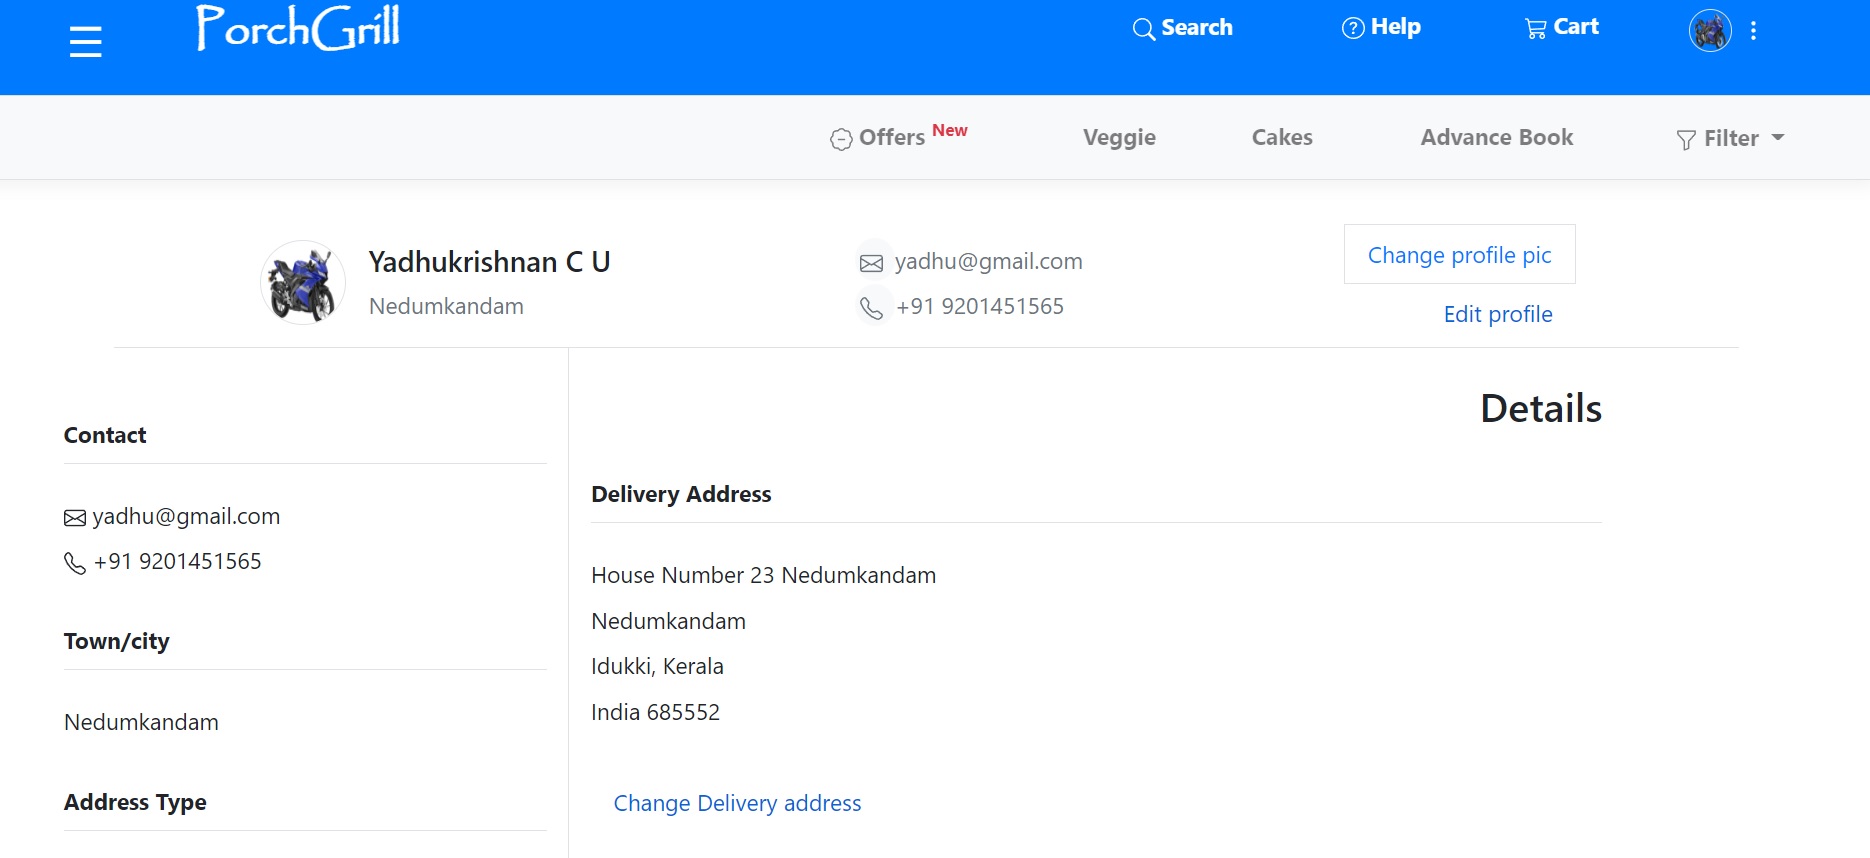 PorchGrill
Search
Help
Cart
Offers New
Veggie
Cakes
Advance Book
Filter
Yadhukrishnan C U
Nedumkandam
yadhu@gmail.com
+91 9201451565
Change profile pic
Edit profile
Contact
yadhu@gmail.com
+91 9201451565
Town/city
Nedumkandam
Address Type
Details
Delivery Address
House Number 23 Nedumkandam
Nedumkandam
Idukki, Kerala
India 685552
Change Delivery address